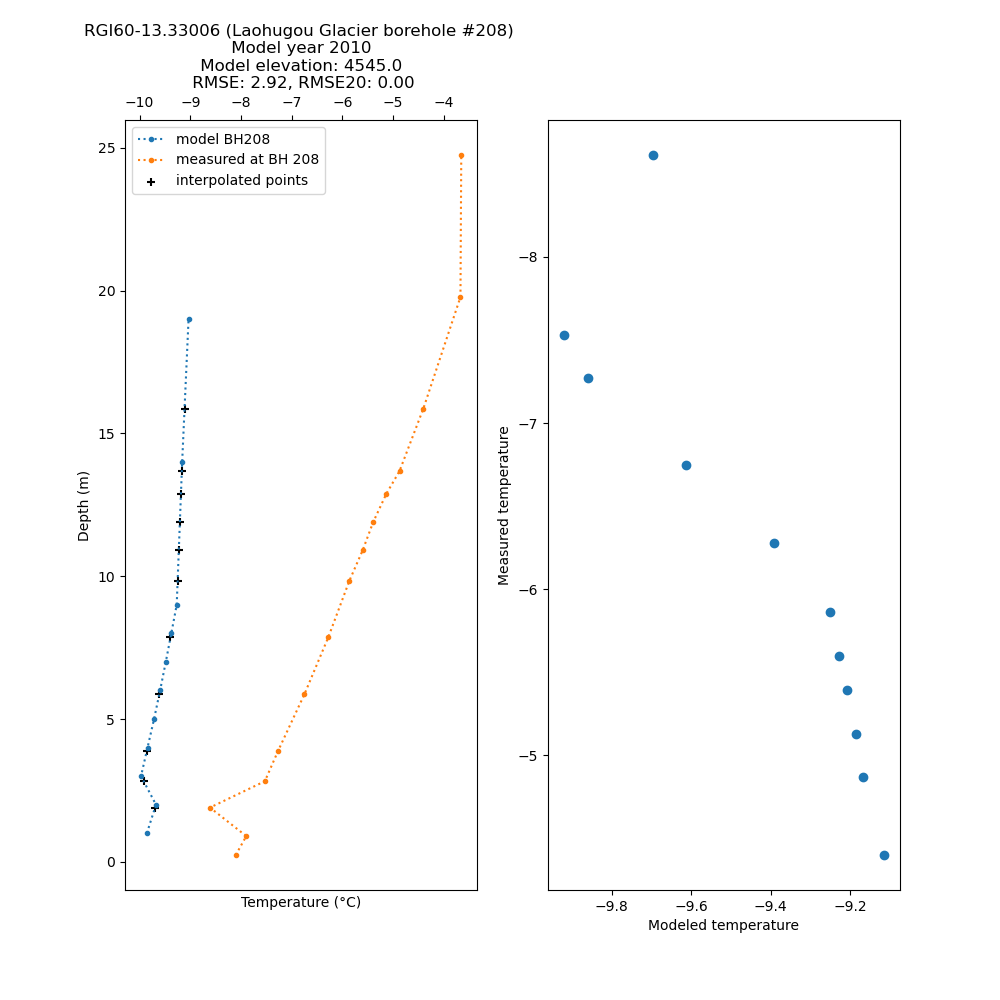 RGI60-13.33006 (Laohugou Glacier borehole #208)
Model year 2010
Model elevation: 4545.0
RMSE: 2.92, RMSE20: 0.00
−10 −9 −8 −7 −6 −5 −4
model BH208
measured at BH 208
interpolated points
25
20
15
10
5
0
Depth (m)
Temperature (°C)
−8
−7
−6
−5
Measured temperature
−9.8 −9.6 −9.4 −9.2
Modeled temperature